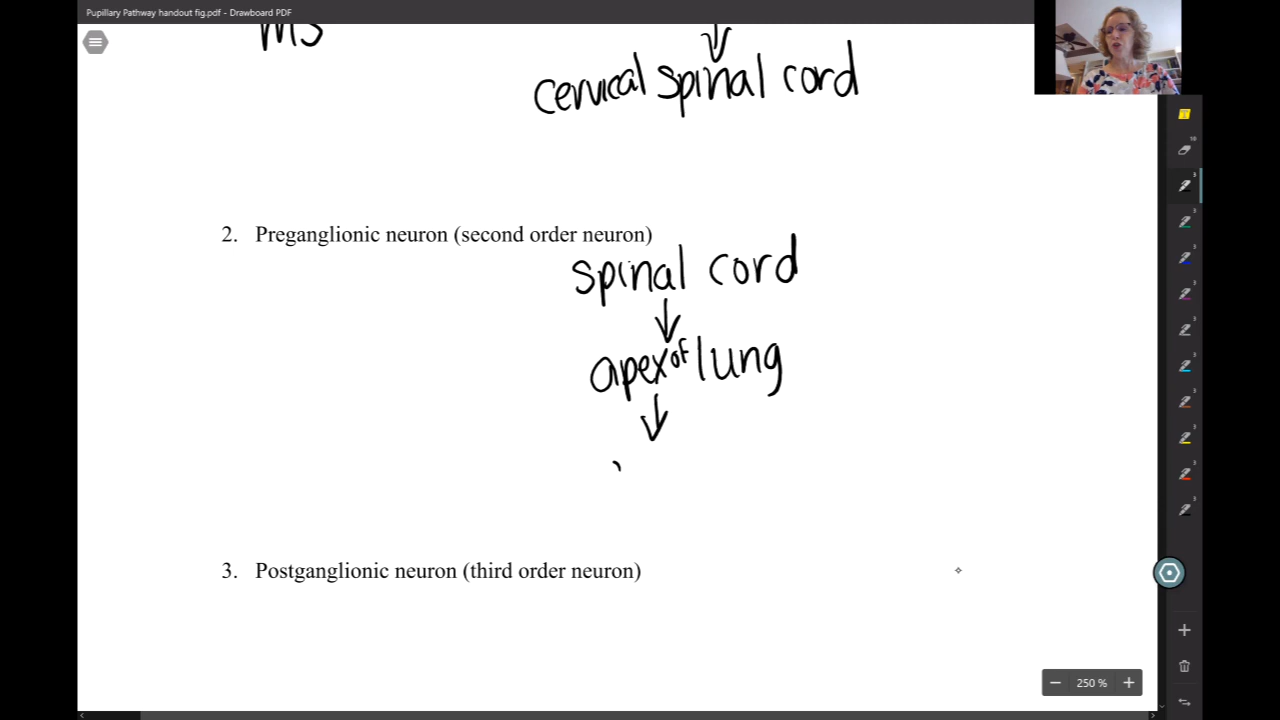 Pupillary Pathway handout fig.pdf - Drawboard PDF
MS
cervical spinal cord
2. Preganglionic neuron (second order neuron)
spinal cord
apex of lung
3. Postganglionic neuron (third order neuron)
250 %